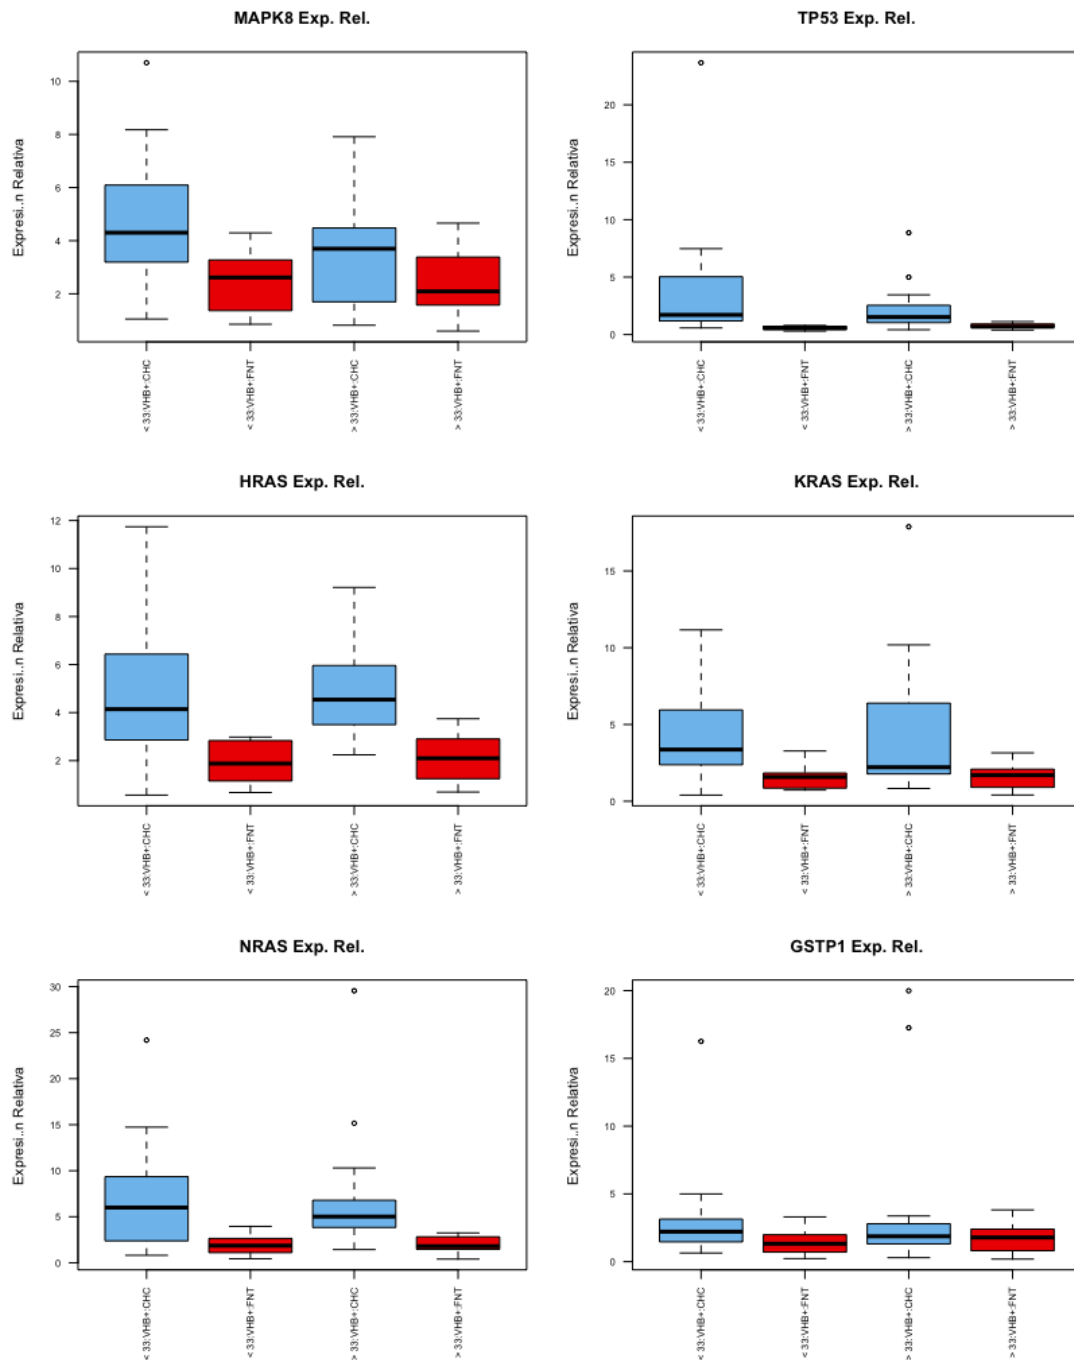 MAPK8 Exp. Rel.
Expresi..n Relativa
10
8
6
4
2
< 33:VHB+:CHC
< 33:VHB+:FNT
> 33:VHB+:CHC
> 33:VHB+:FNT
TP53 Exp. Rel.
Expresi..n Relativa
20
15
10
5
0
< 33:VHB+:CHC
< 33:VHB+:FNT
> 33:VHB+:CHC
> 33:VHB+:FNT
HRAS Exp. Rel.
Expresi..n Relativa
12
10
8
6
4
2
< 33:VHB+:CHC
< 33:VHB+:FNT
> 33:VHB+:CHC
> 33:VHB+:FNT
KRAS Exp. Rel.
Expresi..n Relativa
15
10
5
0
< 33:VHB+:CHC
< 33:VHB+:FNT
> 33:VHB+:CHC
> 33:VHB+:FNT
NRAS Exp. Rel.
Expresi..n Relativa
30
25
20
15
10
5
0
< 33:VHB+:CHC
< 33:VHB+:FNT
> 33:VHB+:CHC
> 33:VHB+:FNT
GSTP1 Exp. Rel.
Expresi..n Relativa
20
15
10
5
0
< 33:VHB+:CHC
< 33:VHB+:FNT
> 33:VHB+:CHC
> 33:VHB+:FNT